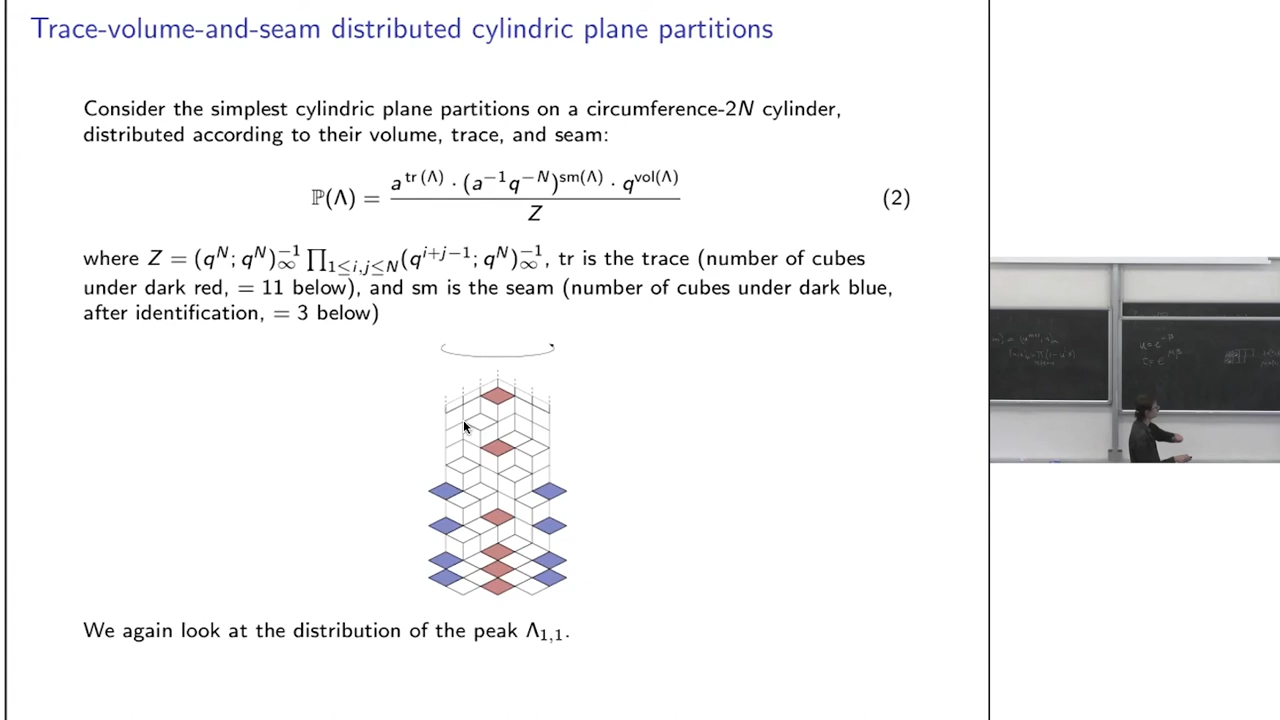 Trace-volume-and-seam distributed cylindric plane partitions
Consider the simplest cylindric plane partitions on a circumference-2N cylinder,
distributed according to their volume, trace, and seam:
ℙ(Λ) = a^{tr(Λ)} · (a^{−1}q^{−N})^{sm(Λ)} · q^{vol(Λ)} / Z (2)
where Z = (q^N; q^N)_∞^{−1} ∏_{1≤i,j≤N} (q^{i+j−1}; q^N)_∞^{−1}, tr is the trace (number of cubes
under dark red, = 11 below), and sm is the seam (number of cubes under dark blue,
after identification, = 3 below)
We again look at the distribution of the peak Λ_{1,1}.